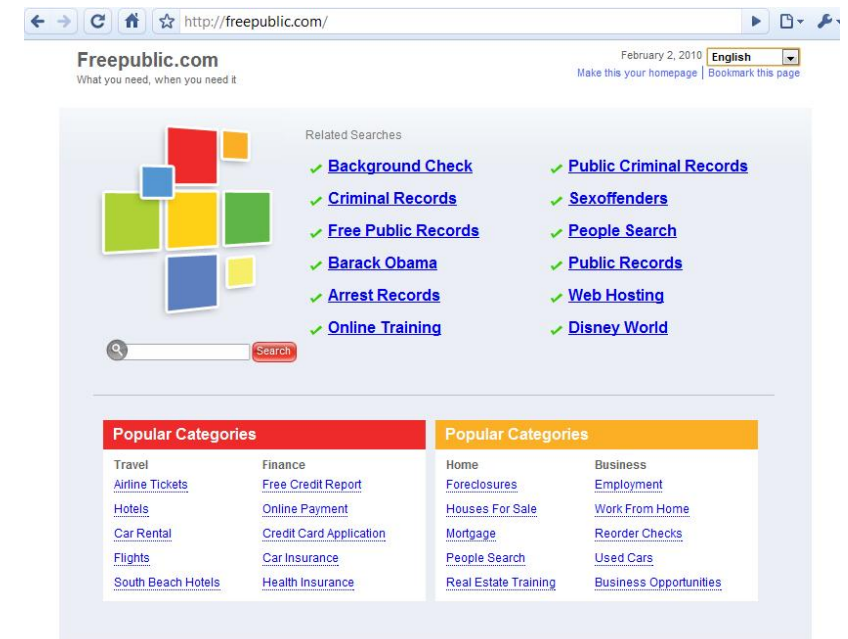 http://freepublic.com/
Freepublic.com
What you need, when you need it
February 2, 2010 English
Make this your homepage | Bookmark this page
Related Searches
Background Check
Public Criminal Records
Criminal Records
Sexoffenders
Free Public Records
People Search
Barack Obama
Public Records
Arrest Records
Web Hosting
Online Training
Disney World
Search
Popular Categories
Travel Finance
Airline Tickets Free Credit Report
Hotels Online Payment
Car Rental Credit Card Application
Flights Car Insurance
South Beach Hotels Health Insurance
Popular Categories
Home Business
Foreclosures Employment
Houses For Sale Work From Home
Mortgage Reorder Checks
People Search Used Cars
Real Estate Training Business Opportunities